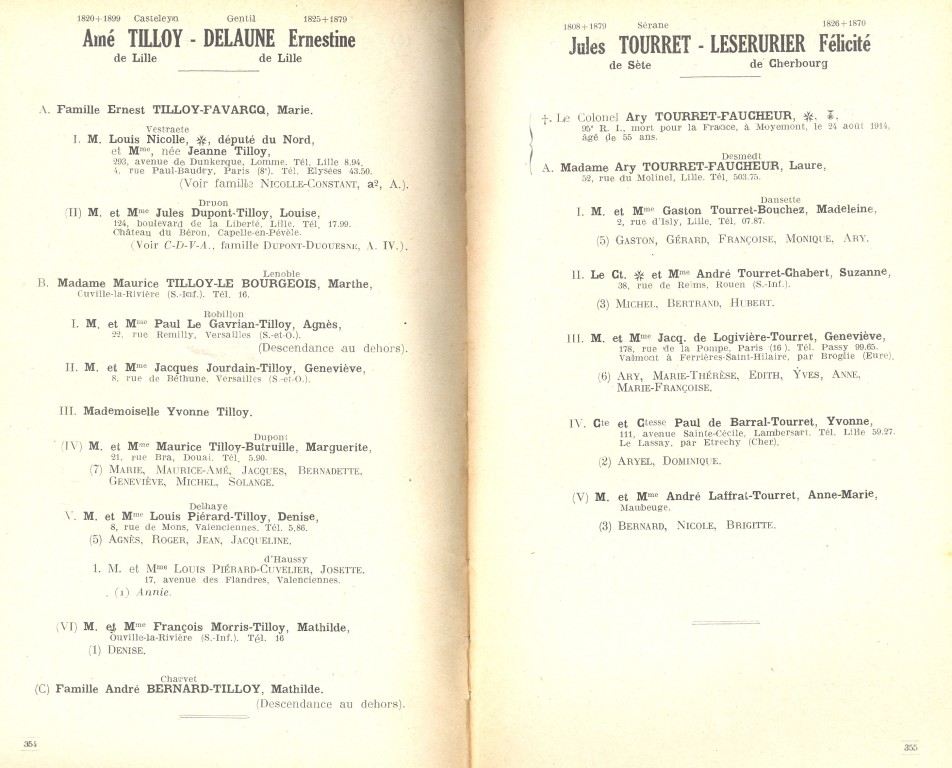 1820+1899 Casteleyn Gentil 1825+1879
Amé TILLOY - DELAUNE Ernestine
de Lille de Lille
A. Famille Ernest TILLOY-FAVARCQ, Marie.
Vestraete
I. M. Louis Nicolle, ✻, député du Nord,
et Mme, née Jeanne Tilloy,
293, avenue de Dunkerque, Lomme. Tél. Lille 8.94.
4, rue Paul-Baudry, Paris (8e). Tél. Elysées 43.50.
(Voir famille NICOLLE-CONSTANT, a², A.).
Druon
(II) M. et Mme Jules Dupont-Tilloy, Louise,
124, boulevard de la Liberté, Lille. Tél. 17.99.
Château du Béron, Capelle-en-Pévèle.
(Voir C-D-V-A., famille DUPONT-DUQUESNE, A. IV.).
Lenoble
B. Madame Maurice TILLOY-LE BOURGEOIS, Marthe,
Cuville-la-Rivière (S.-Inf.). Tél. 16.
Robillon
I. M. et Mme Paul Le Gavrian-Tilloy, Agnès,
22, rue Remilly, Versailles (S.-et-O.).
(Descendance au dehors).
II. M. et Mme Jacques Jourdain-Tilloy, Geneviève,
8, rue de Béthune, Versailles (S.-et-O.).
III. Mademoiselle Yvonne Tilloy.
Dupont
(IV) M. et Mme Maurice Tilloy-Butruille, Marguerite,
21, rue Bra, Douai. Tél. 5.90.
(7) MARIE, MAURICE-AMÉ, JACQUES, BERNADETTE,
GENEVIÈVE, MICHEL, SOLANGE.
Delhaye
V. M. et Mme Louis Piérard-Tilloy, Denise,
8, rue de Mons, Valenciennes. Tél. 5.86.
(5) AGNÈS, ROGER, JEAN, JACQUELINE.
d'Haussy
1. M. et Mme LOUIS PIÉRARD-CUVELIER, JOSETTE.
17, avenue des Flandres, Valenciennes.
(1) Annie.
(VI) M. et Mme François Morris-Tilloy, Mathilde,
Ouville-la-Rivière (S.-Inf.). Tél. 16
(1) DENISE.
Charvet
(C) Famille André BERNARD-TILLOY, Mathilde.
(Descendance au dehors).
354
1808+1879 Sérane 1826+1870
Jules TOURRET - LESERURIER Félicité
de Sète de Cherbourg
†. Le Colonel Ary TOURRET-FAUCHEUR, ✻.
95e R. I., mort pour la France, à Moyemont, le 24 août 1914,
âgé de 55 ans.
Desmedt
A. Madame Ary TOURRET-FAUCHEUR, Laure,
52, rue du Molinel, Lille. Tél. 503.75.
Dansette
I. M. et Mme Gaston Tourret-Bouchez, Madeleine,
2, rue d'Isly, Lille. Tél. 07.87.
(5) GASTON, GÉRARD, FRANÇOISE, MONIQUE, ARY.
II. Le Ct. ✻ et Mme André Tourret-Chabert, Suzanne,
38, rue de Reims, Rouen (S.-Inf.).
(3) MICHEL, BERTRAND, HUBERT.
III. M. et Mme Jacq. de Logivière-Tourret, Geneviève,
178, rue de la Pompe, Paris (16 ). Tél. Passy 99.65.
Valmont à Ferrières-Saint-Hilaire, par Broglie (Eure).
(6) ARY, MARIE-THÉRÈSE, EDITH, YVES, ANNE,
MARIE-FRANÇOISE.
IV. Cte et Ctesse Paul de Barral-Tourret, Yvonne,
111, avenue Sainte-Cécile, Lambersart. Tél. Lille 59.27.
Le Lassay, par Etrechy (Cher).
(2) ARYEL, DOMINIQUE.
(V) M. et Mme André Laffrat-Tourret, Anne-Marie,
Maubeuge.
(3) BERNARD, NICOLE, BRIGITTE.
355